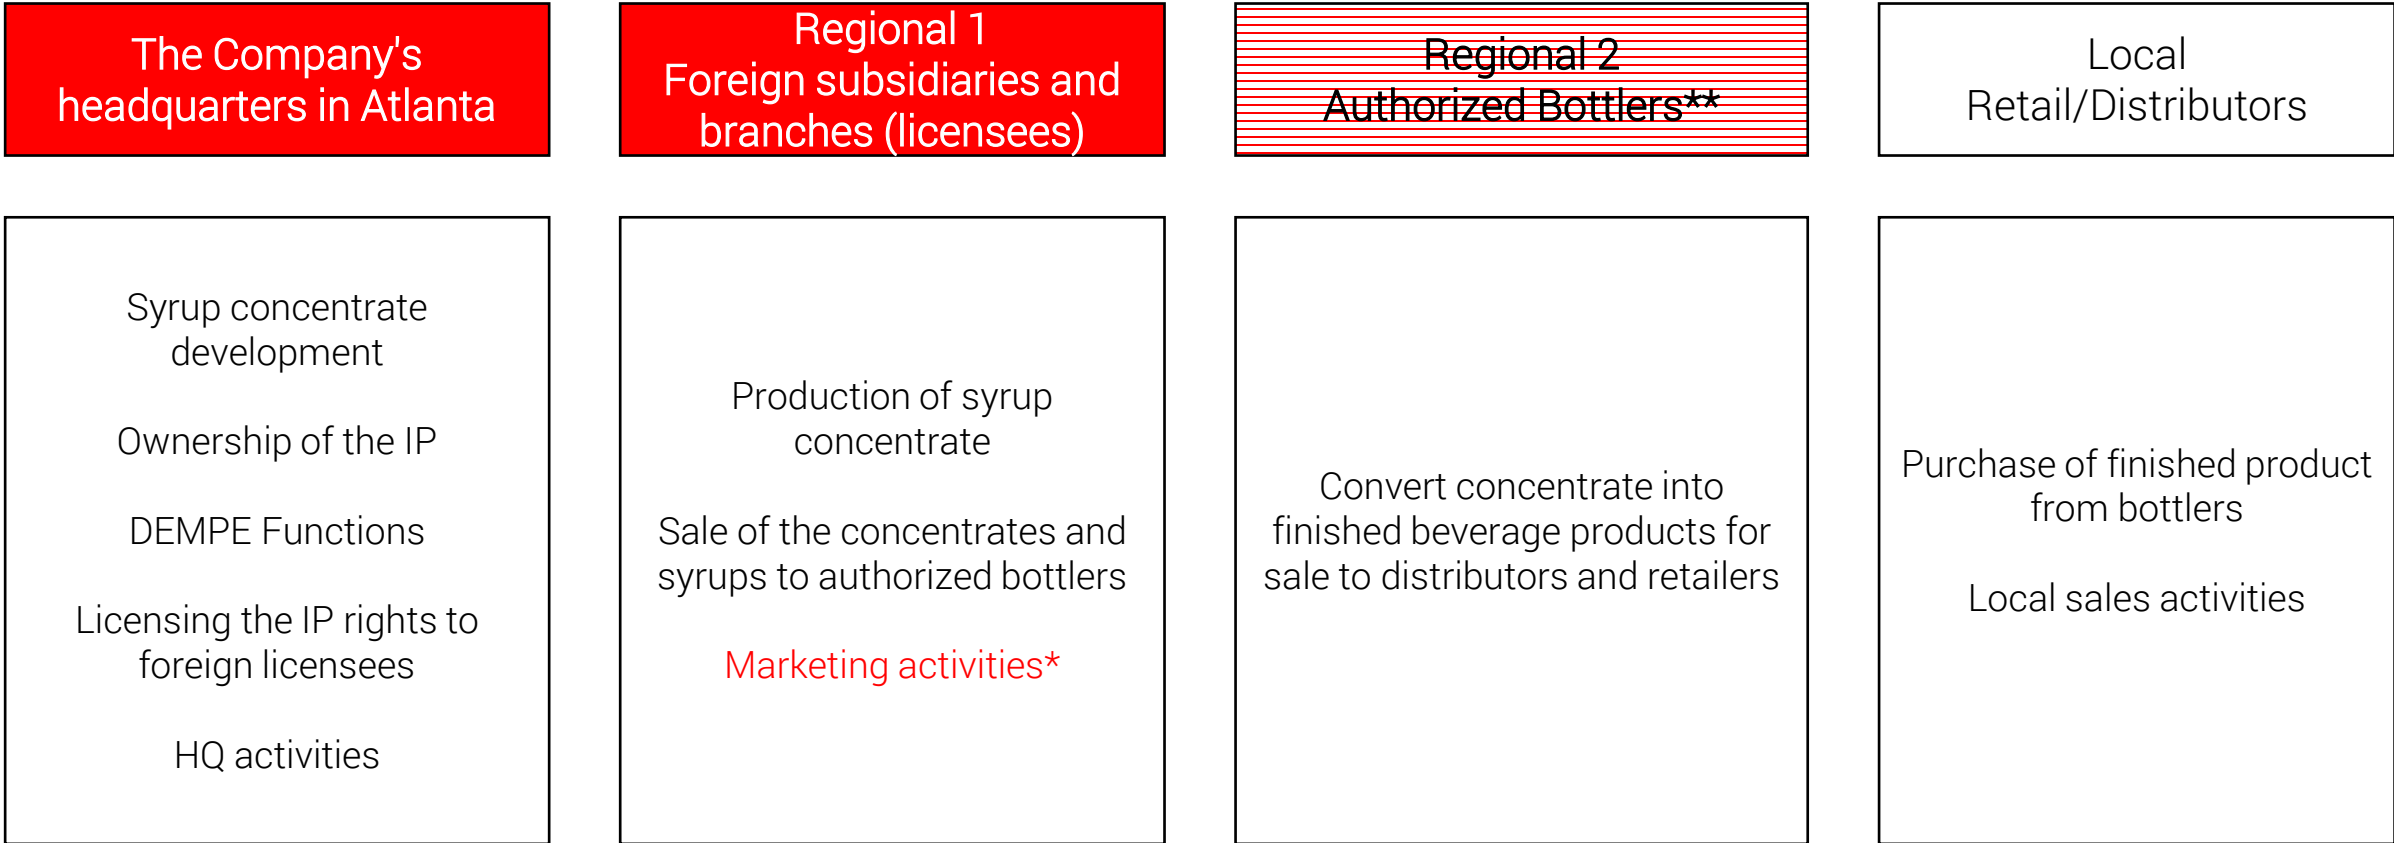 The Company's
headquarters in Atlanta
Regional 1
Foreign subsidiaries and
branches (licensees)
Regional 2
Authorized Bottlers**
Local
Retail/Distributors
Syrup concentrate
development
Ownership of the IP
DEMPE Functions
Licensing the IP rights to
foreign licensees
HQ activities
Production of syrup
concentrate
Sale of the concentrates and
syrups to authorized bottlers
Marketing activities*
Convert concentrate into
finished beverage products for
sale to distributors and retailers
Purchase of finished product
from bottlers
Local sales activities